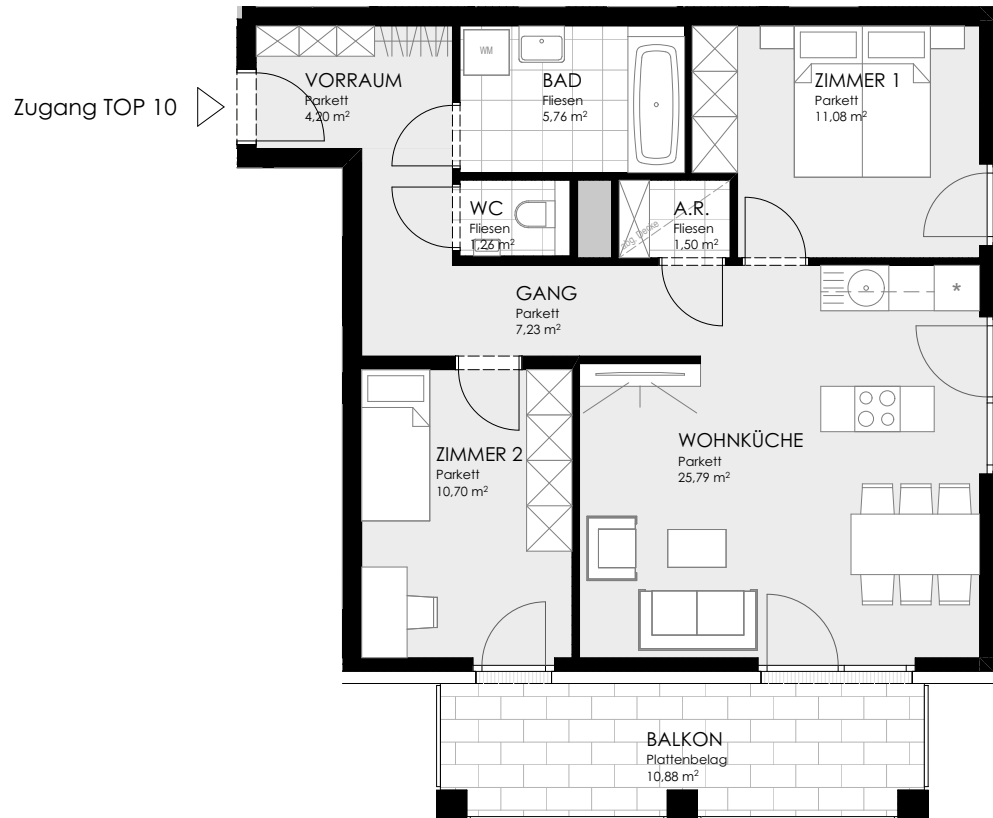 Zugang TOP 10
VORRAUM
Parkett
4,20 m²
WM
BAD
Fliesen
5,76 m²
ZIMMER 1
Parkett
11,08 m²
WC
Fliesen
1,26 m²
A.R.
Fliesen
1,50 m²
abg. Decke
GANG
Parkett
7,23 m²
*
ZIMMER 2
Parkett
10,70 m²
WOHNKÜCHE
Parkett
25,79 m²
BALKON
Plattenbelag
10,88 m²